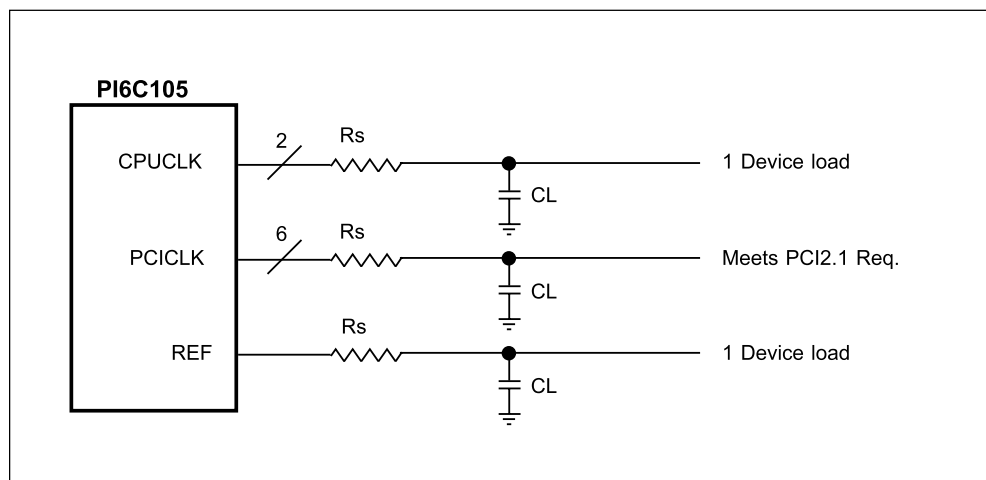 PI6C105
CPUCLK
2
Rs
CL
1 Device load
PCICLK
6
Rs
CL
Meets PCI2.1 Req.
REF
Rs
CL
1 Device load